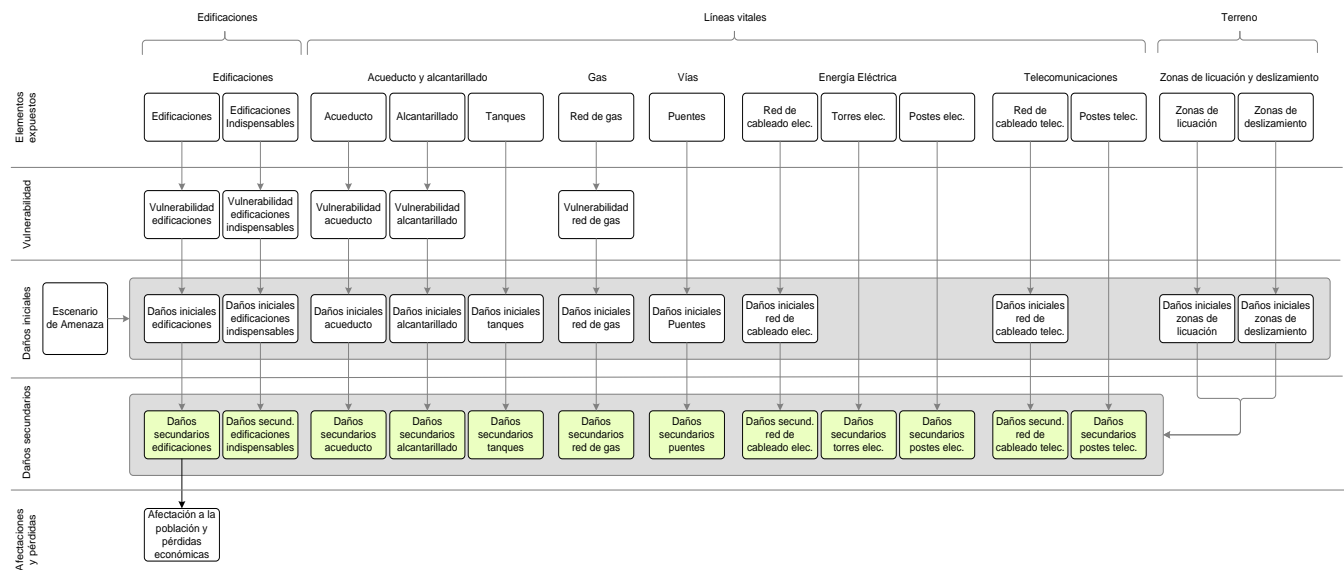 Edificaciones
Líneas vitales
Terreno
Edificaciones
Acueducto y alcantarillado
Gas
Vías
Energía Eléctrica
Telecomunicaciones
Zonas de licuación y deslizamiento
Elementos
expuestos
Edificaciones
Edificaciones
Indispensables
Acueducto
Alcantarillado
Tanques
Red de gas
Puentes
Red de
cableado elec.
Torres elec.
Postes elec.
Red de
cableado telec.
Postes telec.
Zonas de
licuación
Zonas de
deslizamiento
Vulnerabilidad
Vulnerabilidad
edificaciones
Vulnerabilidad
edificaciones
indispensables
Vulnerabilidad
acueducto
Vulnerabilidad
alcantarillado
Vulnerabilidad
red de gas
Daños iniciales
Escenario
de Amenaza
Daños iniciales
edificaciones
Daños iniciales
edificaciones
indispensables
Daños iniciales
acueducto
Daños iniciales
alcantarillado
Daños iniciales
tanques
Daños iniciales
red de gas
Daños iniciales
Puentes
Daños iniciales
red de
cableado elec.
Daños iniciales
red de
cableado telec.
Daños iniciales
zonas de
licuación
Daños iniciales
zonas de
deslizamiento
Daños secundarios
Daños
secundarios
edificaciones
Daños secund.
edificaciones
indispensables
Daños
secundarios
acueducto
Daños
secundarios
alcantarillado
Daños
secundarios
tanques
Daños
secundarios
red de gas
Daños
secundarios
puentes
Daños secund.
red de
cableado elec.
Daños
secundarios
torres elec.
Daños
secundarios
postes elec.
Daños secund.
red de
cableado telec.
Daños
secundarios
postes telec.
Afectaciones
y pérdidas
Afectación a la
población y
pérdidas
económicas